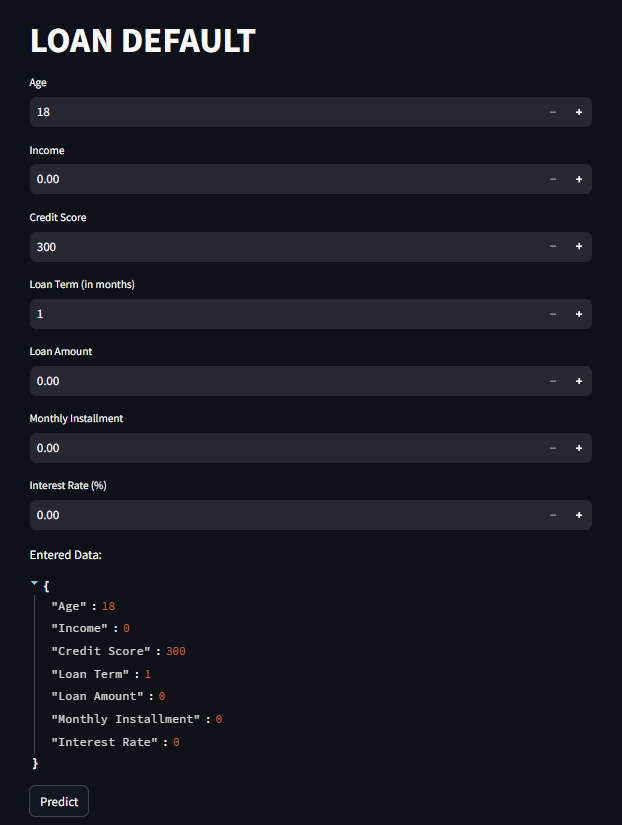 LOAN DEFAULT
Age
18
Income
0.00
Credit Score
300
Loan Term (in months)
1
Loan Amount
0.00
Monthly Installment
0.00
Interest Rate (%)
0.00
Entered Data:
{
"Age" : 18
"Income" : 0
"Credit Score" : 300
"Loan Term" : 1
"Loan Amount" : 0
"Monthly Installment" : 0
"Interest Rate" : 0
}
Predict